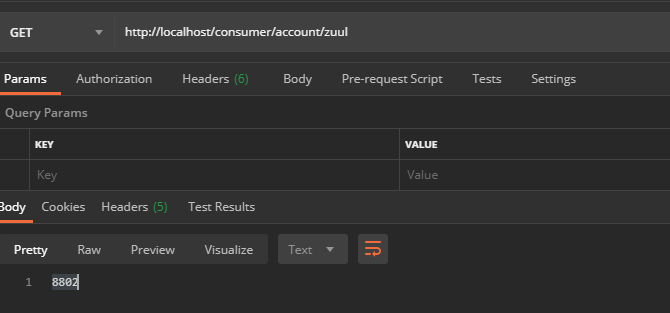 GET http://localhost/consumer/account/zuul
Params Authorization Headers (6) Body Pre-request Script Tests Settings
Query Params
KEY VALUE
Key Value
Body Cookies Headers (5) Test Results
Pretty Raw Preview Visualize Text
1 8802